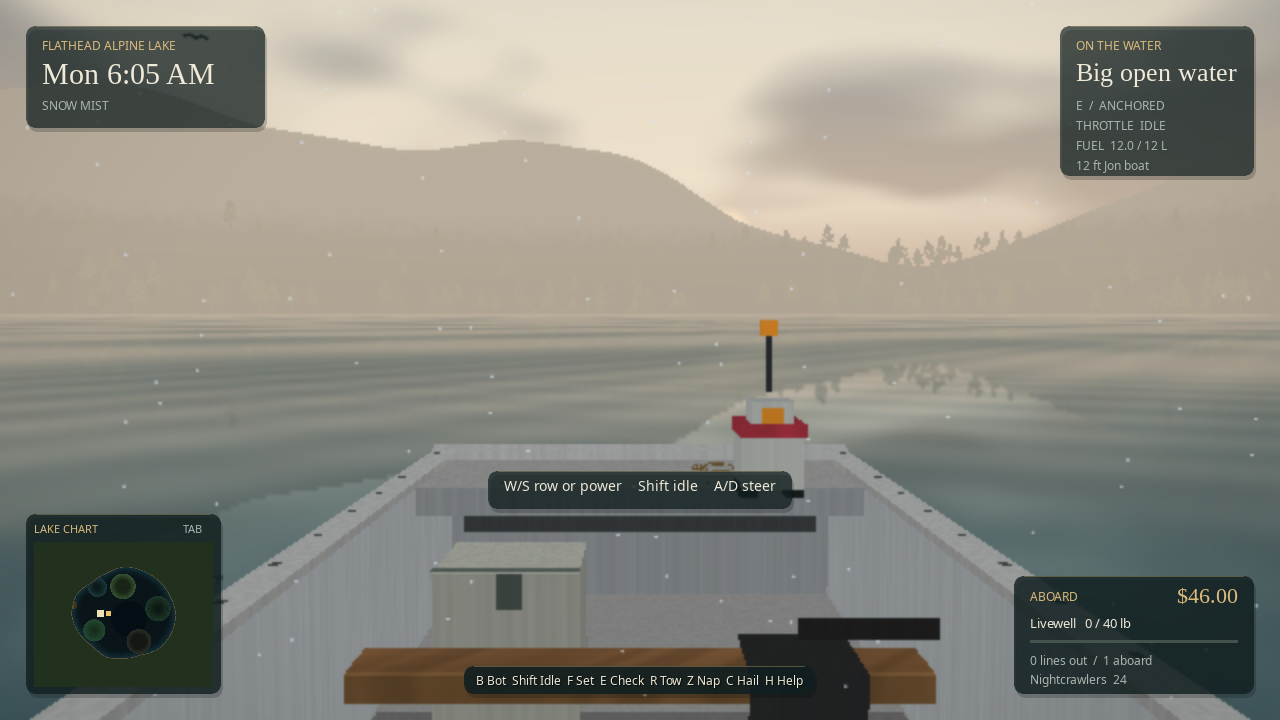 FLATHEAD ALPINE LAKE
Mon 6:05 AM
SNOW MIST
ON THE WATER
Big open water
E / ANCHORED
THROTTLE IDLE
FUEL 12.0 / 12 L
12 ft Jon boat
W/S row or power Shift idle A/D steer
LAKE CHART TAB
ABOARD $46.00
Livewell 0 / 40 lb
0 lines out / 1 aboard
Nightcrawlers 24
B Bot Shift Idle F Set E Check R Tow Z Nap C Hail H Help